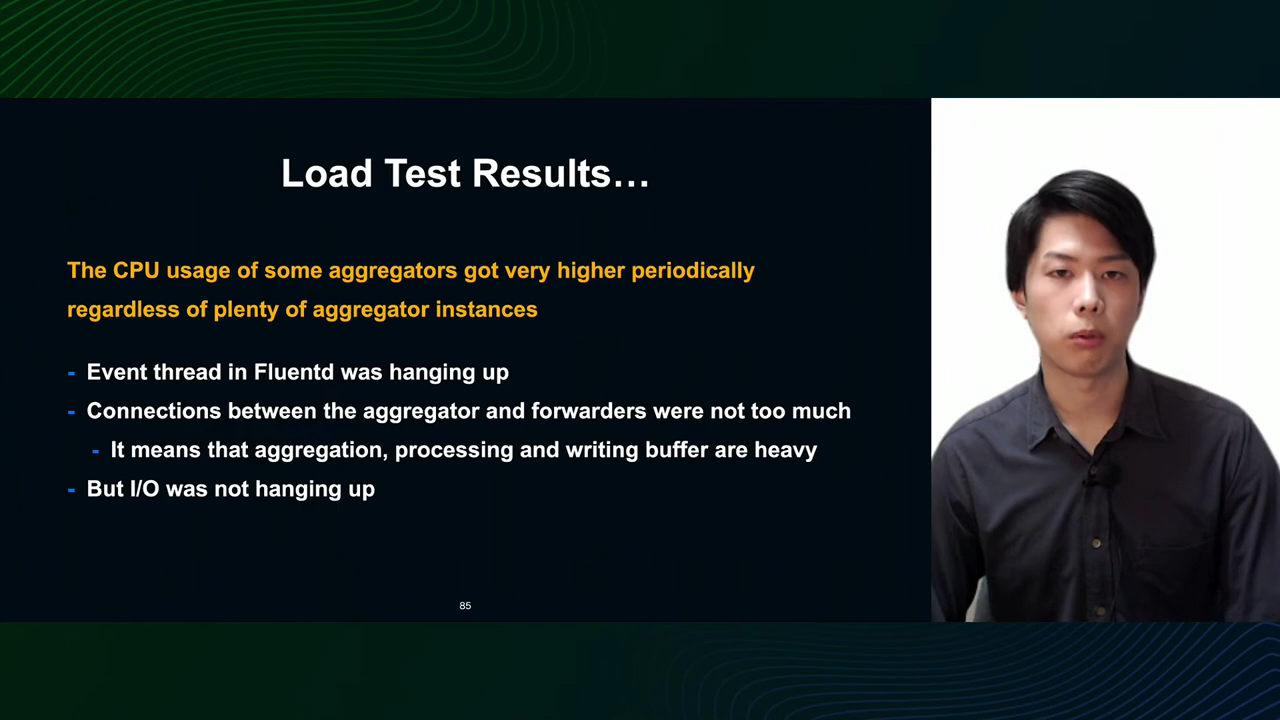 Load Test Results…
The CPU usage of some aggregators got very higher periodically
regardless of plenty of aggregator instances
- Event thread in Fluentd was hanging up
- Connections between the aggregator and forwarders were not too much
- It means that aggregation, processing and writing buffer are heavy
- But I/O was not hanging up
85